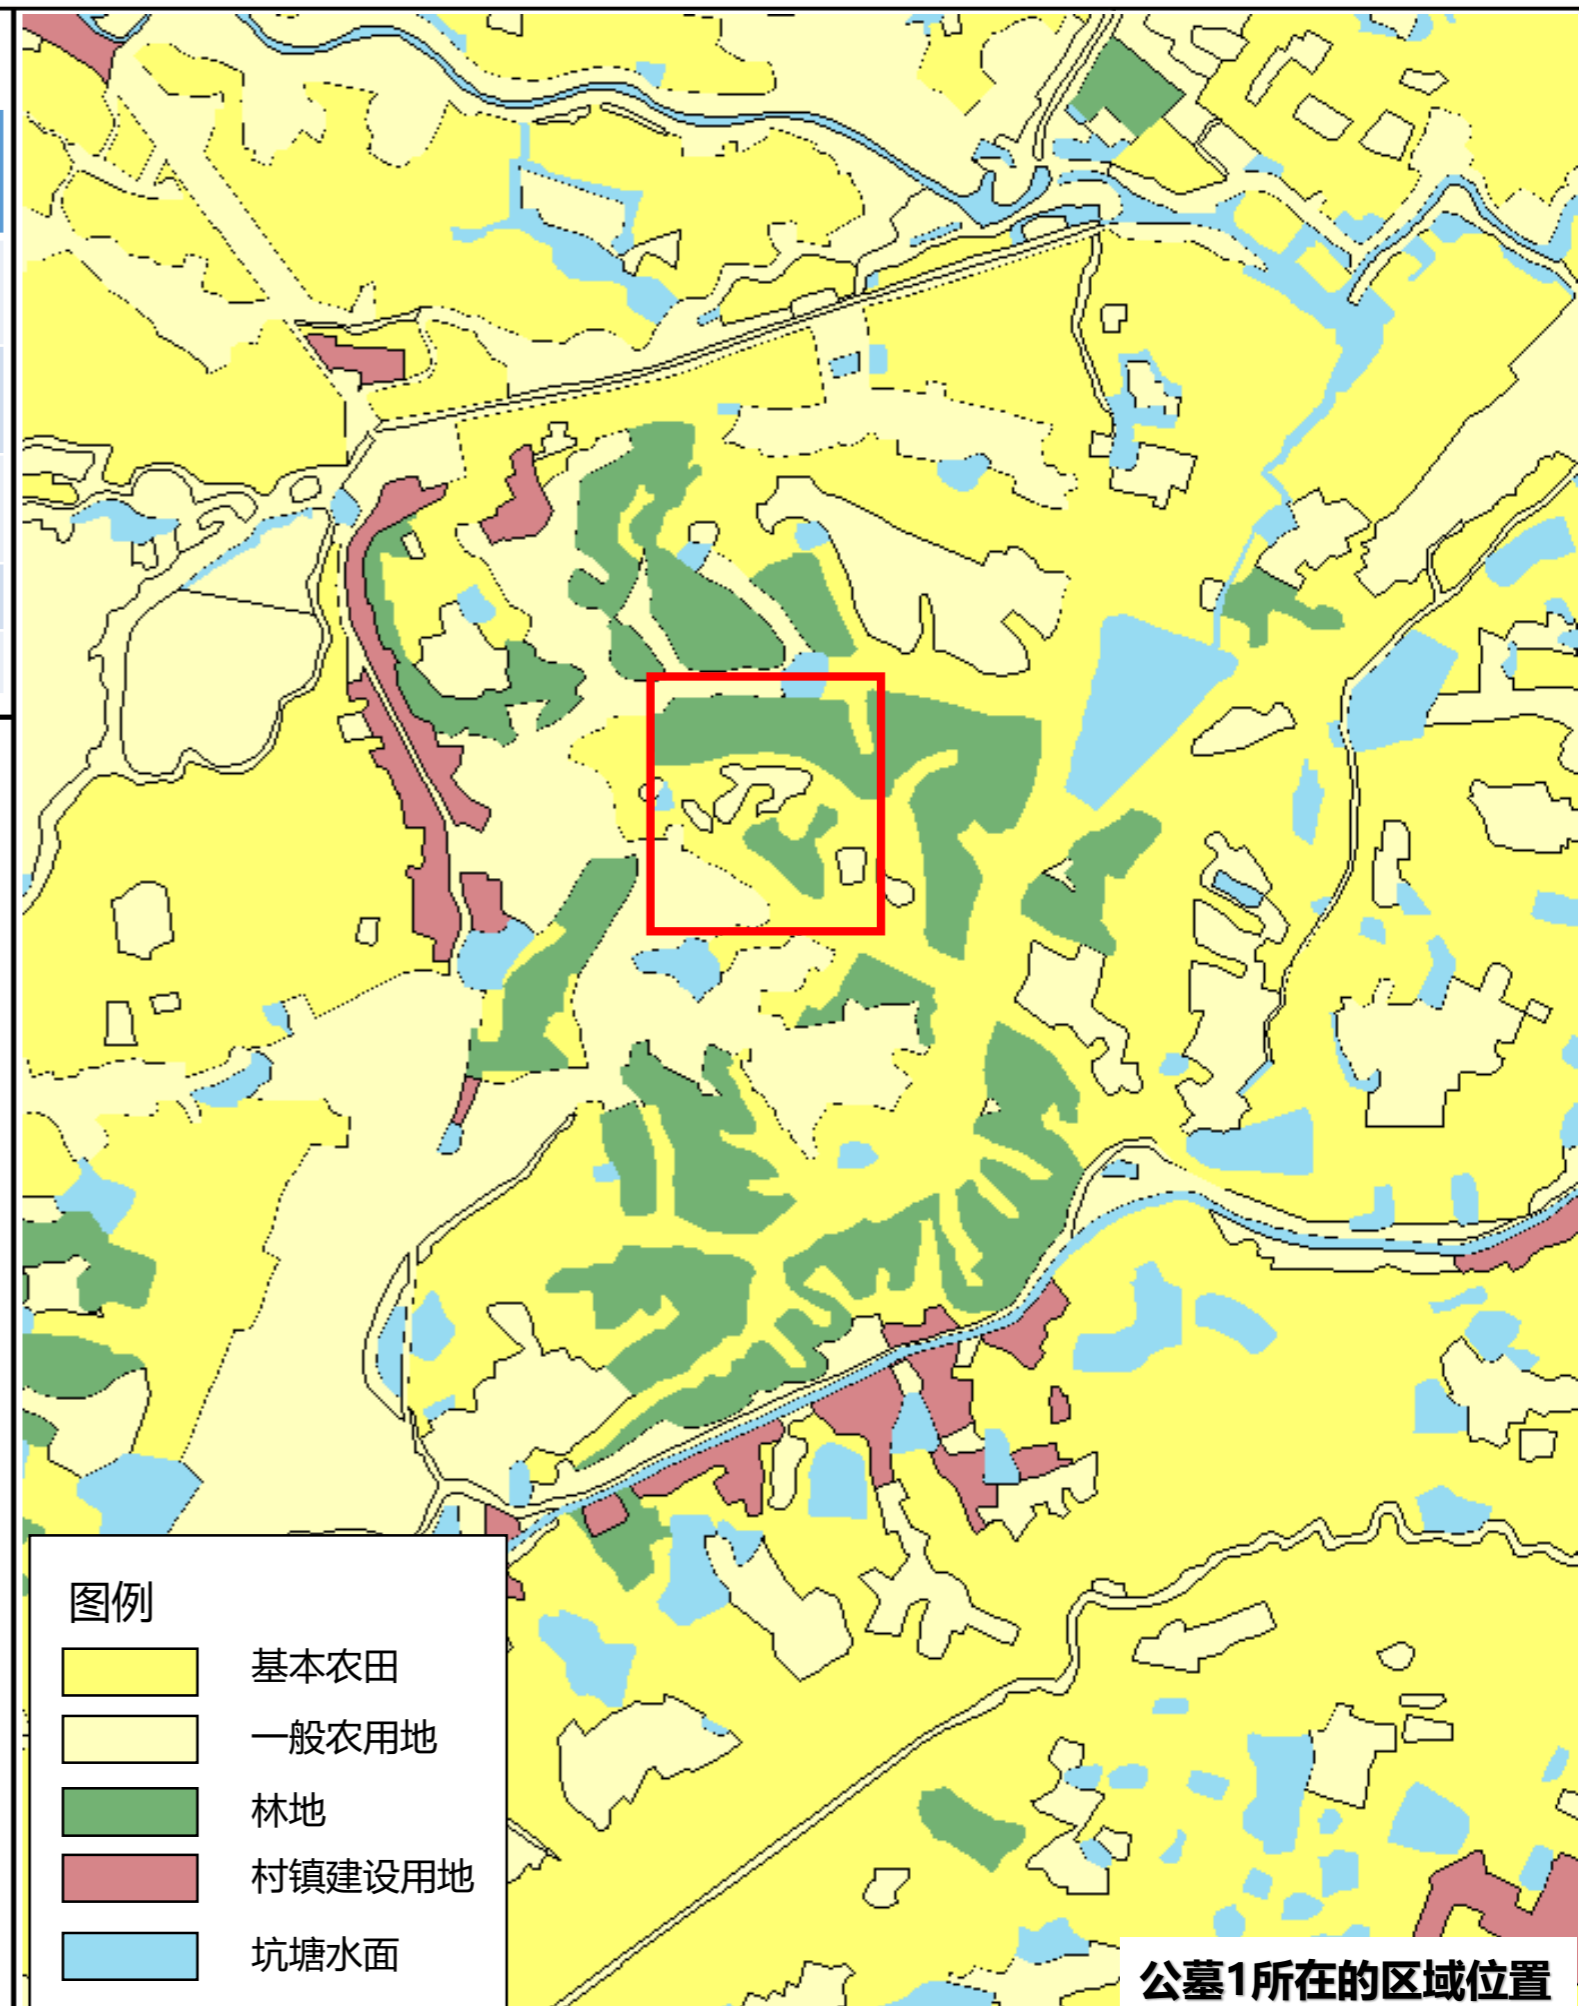 图例
基本农田
一般农用地
林地
村镇建设用地
坑塘水面
公墓1所在的区域位置